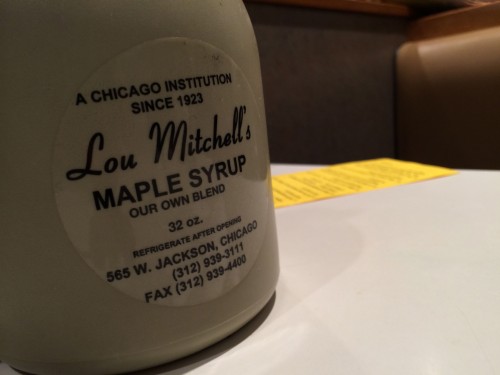 A CHICAGO INSTITUTION
SINCE 1923
Lou Mitchell's
MAPLE SYRUP
OUR OWN BLEND
32 oz.
REFRIGERATE AFTER OPENING
565 W. JACKSON, CHICAGO
(312) 939-3111
FAX (312) 939-4400